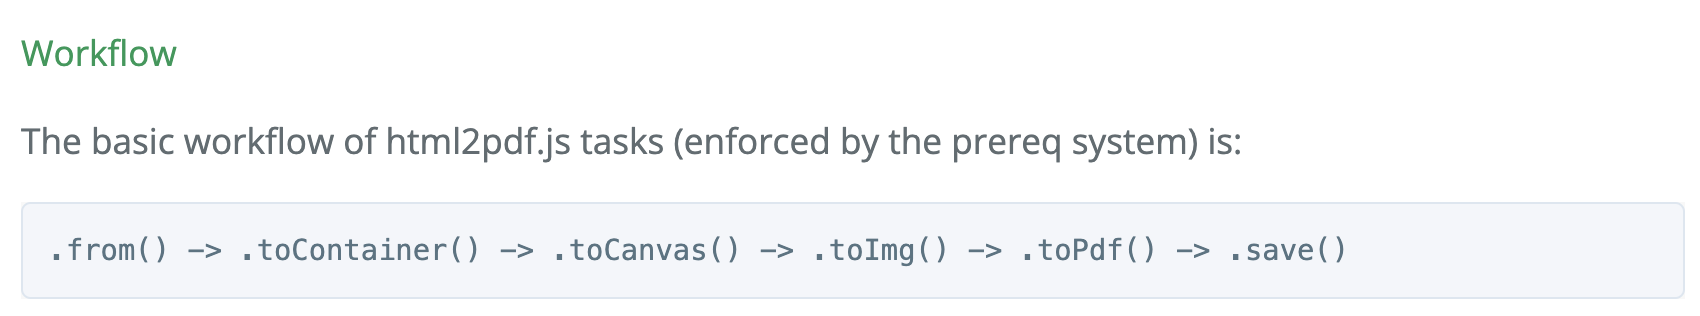 Workflow
The basic workflow of html2pdf.js tasks (enforced by the prereq system) is:
.from() -> .toContainer() -> .toCanvas() -> .toImg() -> .toPdf() -> .save()